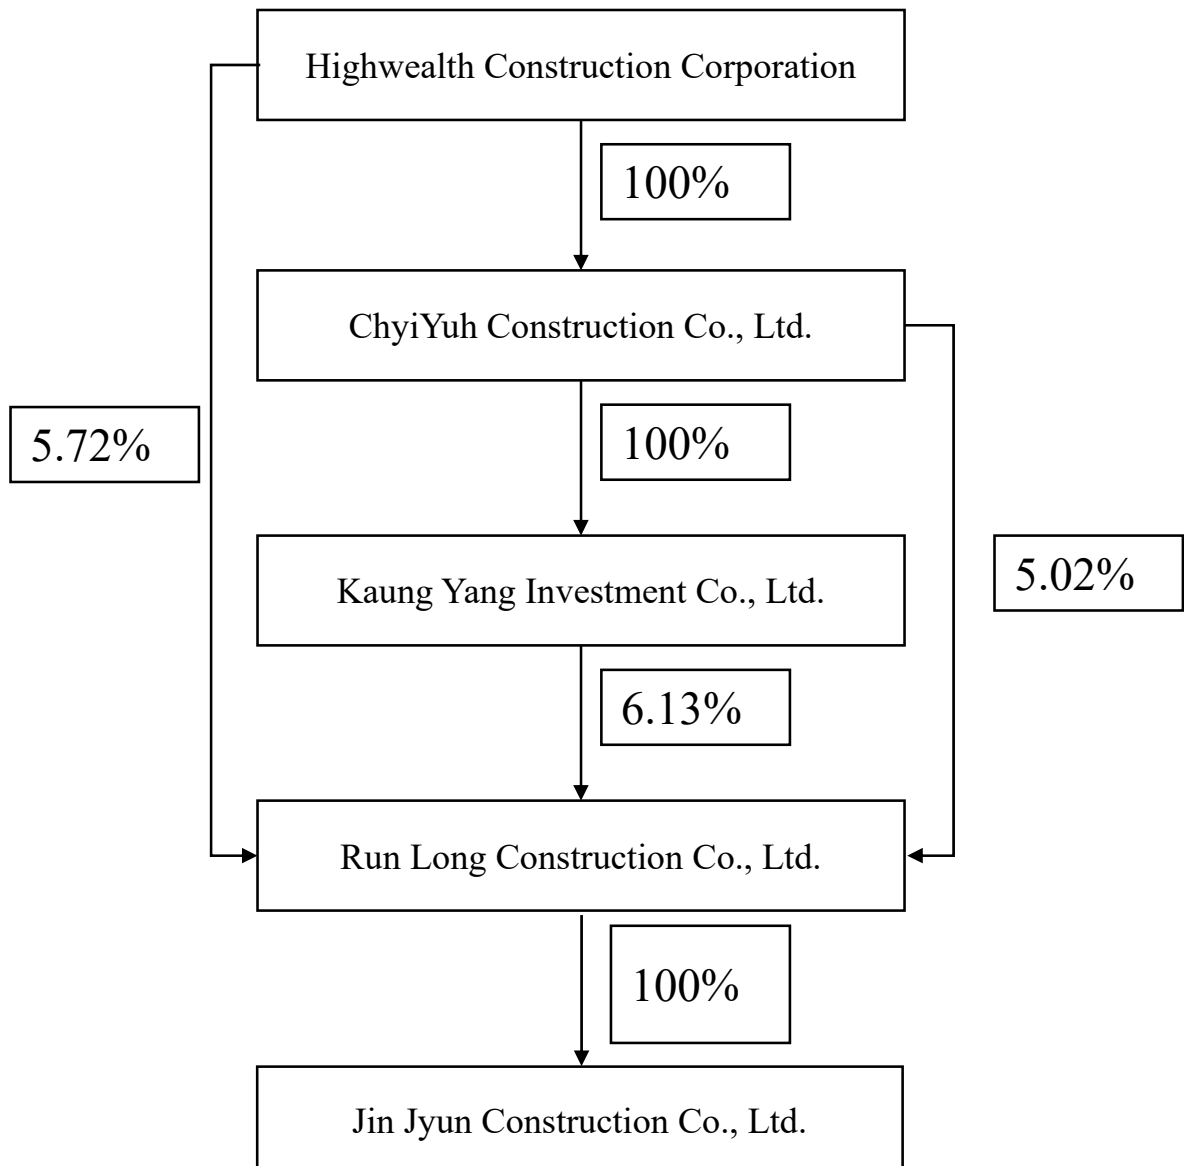 Highwealth Construction Corporation
100%
ChyiYuh Construction Co., Ltd.
5.72%
100%
Kaung Yang Investment Co., Ltd.
5.02%
6.13%
Run Long Construction Co., Ltd.
100%
Jin Jyun Construction Co., Ltd.